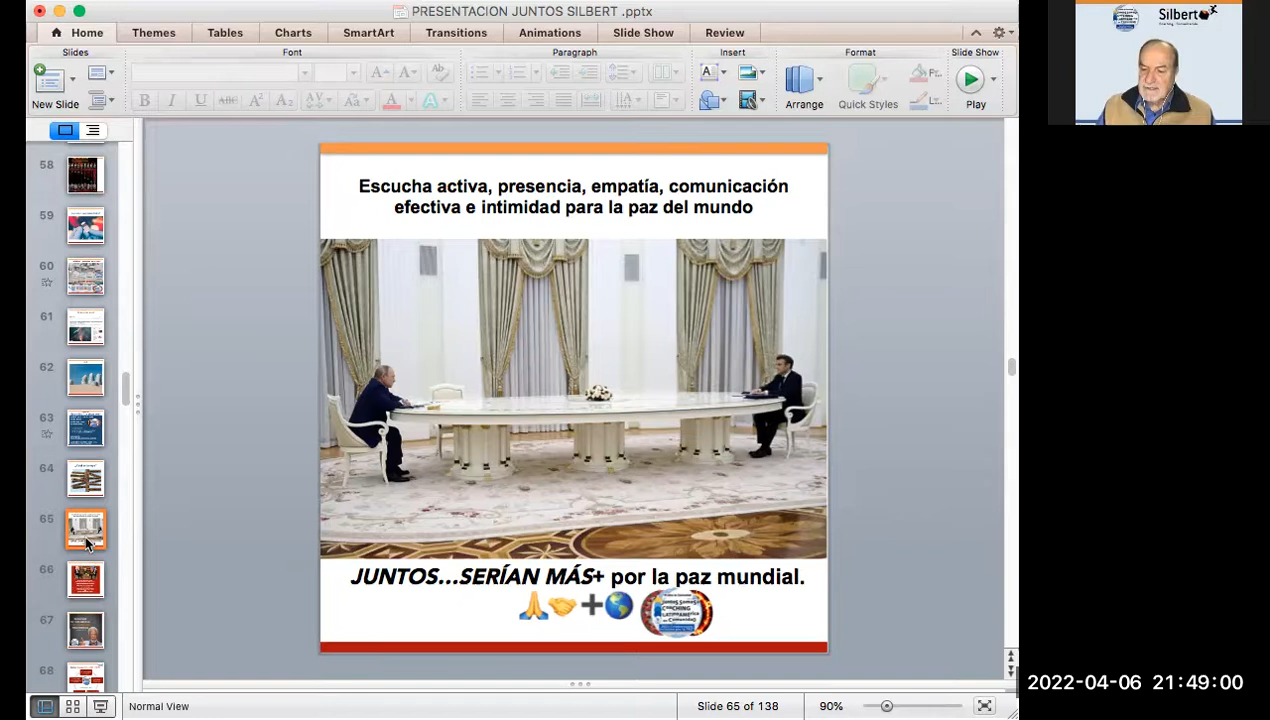 PRESENTACION JUNTOS SILBERT .pptx
Home Themes Tables Charts SmartArt Transitions Animations Slide Show Review
Slides Font Paragraph Insert Format Slide Show
New Slide Arrange Quick Styles Play
58
59
60
61
62
63
64
65
66
67
68
Escucha activa, presencia, empatía, comunicación
efectiva e intimidad para la paz del mundo
JUNTOS...SERÍAN MÁS+ por la paz mundial.
Normal View Slide 65 of 138 90%
Silbert
2022-04-06 21:49:00